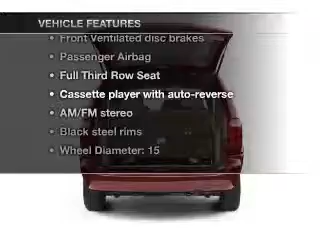 VEHICLE FEATURES
• Front Ventilated disc brakes
• Passenger Airbag
• Full Third Row Seat
• Cassette player with auto-reverse
• AM/FM stereo
• Black steel rims
• Wheel Diameter: 15